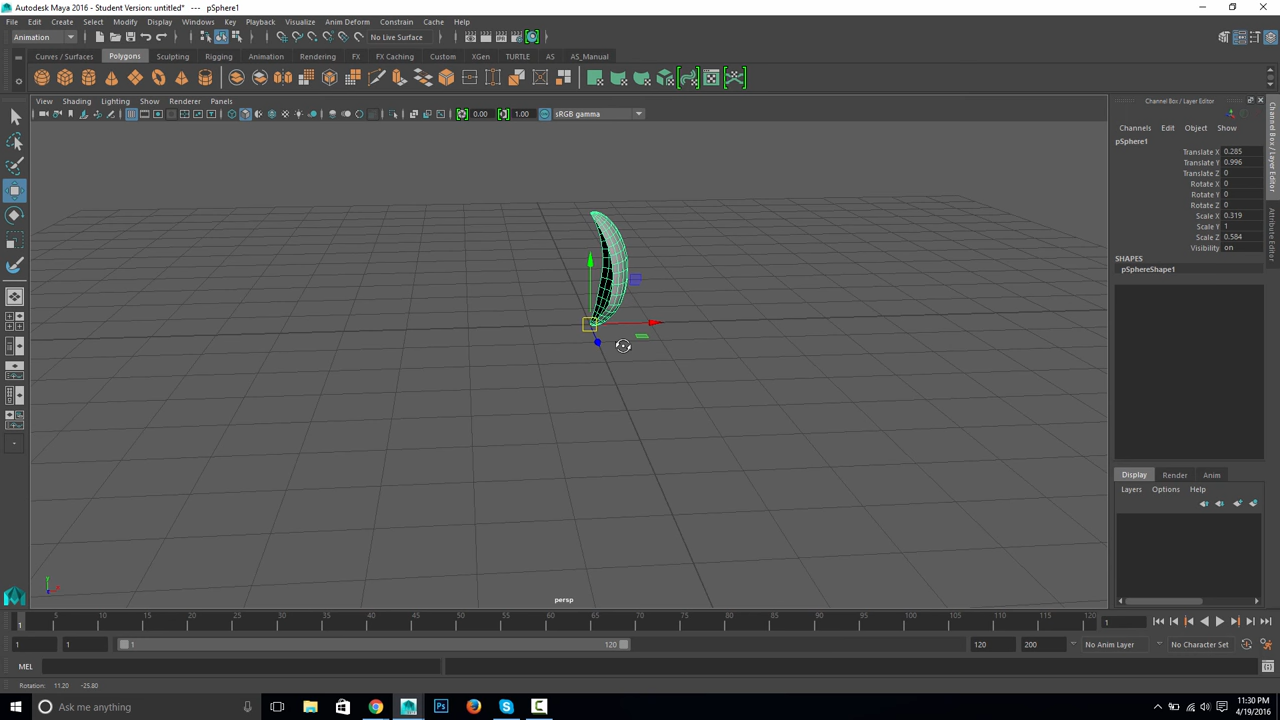 Autodesk Maya 2016 - Student Version: untitled* --- pSphere1
File Edit Create Select Modify Display Windows Key Playback Visualize Anim Deform Constrain Cache Help
Animation No Live Surface
Curves / Surfaces Polygons Sculpting Rigging Animation Rendering FX FX Caching Custom XGen TURTLE AS AS_Manual
View Shading Lighting Show Renderer Panels
0.00 1.00 sRGB gamma
Channel Box / Layer Editor
Channels Edit Object Show
pSphere1
Translate X 0.285
Translate Y 0.996
Translate Z 0
Rotate X 0
Rotate Y 0
Rotate Z 0
Scale X 0.319
Scale Y 1
Scale Z 0.584
Visibility on
SHAPES
pSphereShape1
Channel Box / Layer Editor
Attribute Editor
Display Render Anim
Layers Options Help
persp
y
x
1 5 10 15 20 25 30 35 40 45 50 55 60 65 70 75 80 85 90 95 100 105 110 115 120 1
1 1 1 120 120 200 No Anim Layer No Character Set
MEL
Rotation: 11.20 -25.80
Ask me anything
11:30 PM
4/19/2016